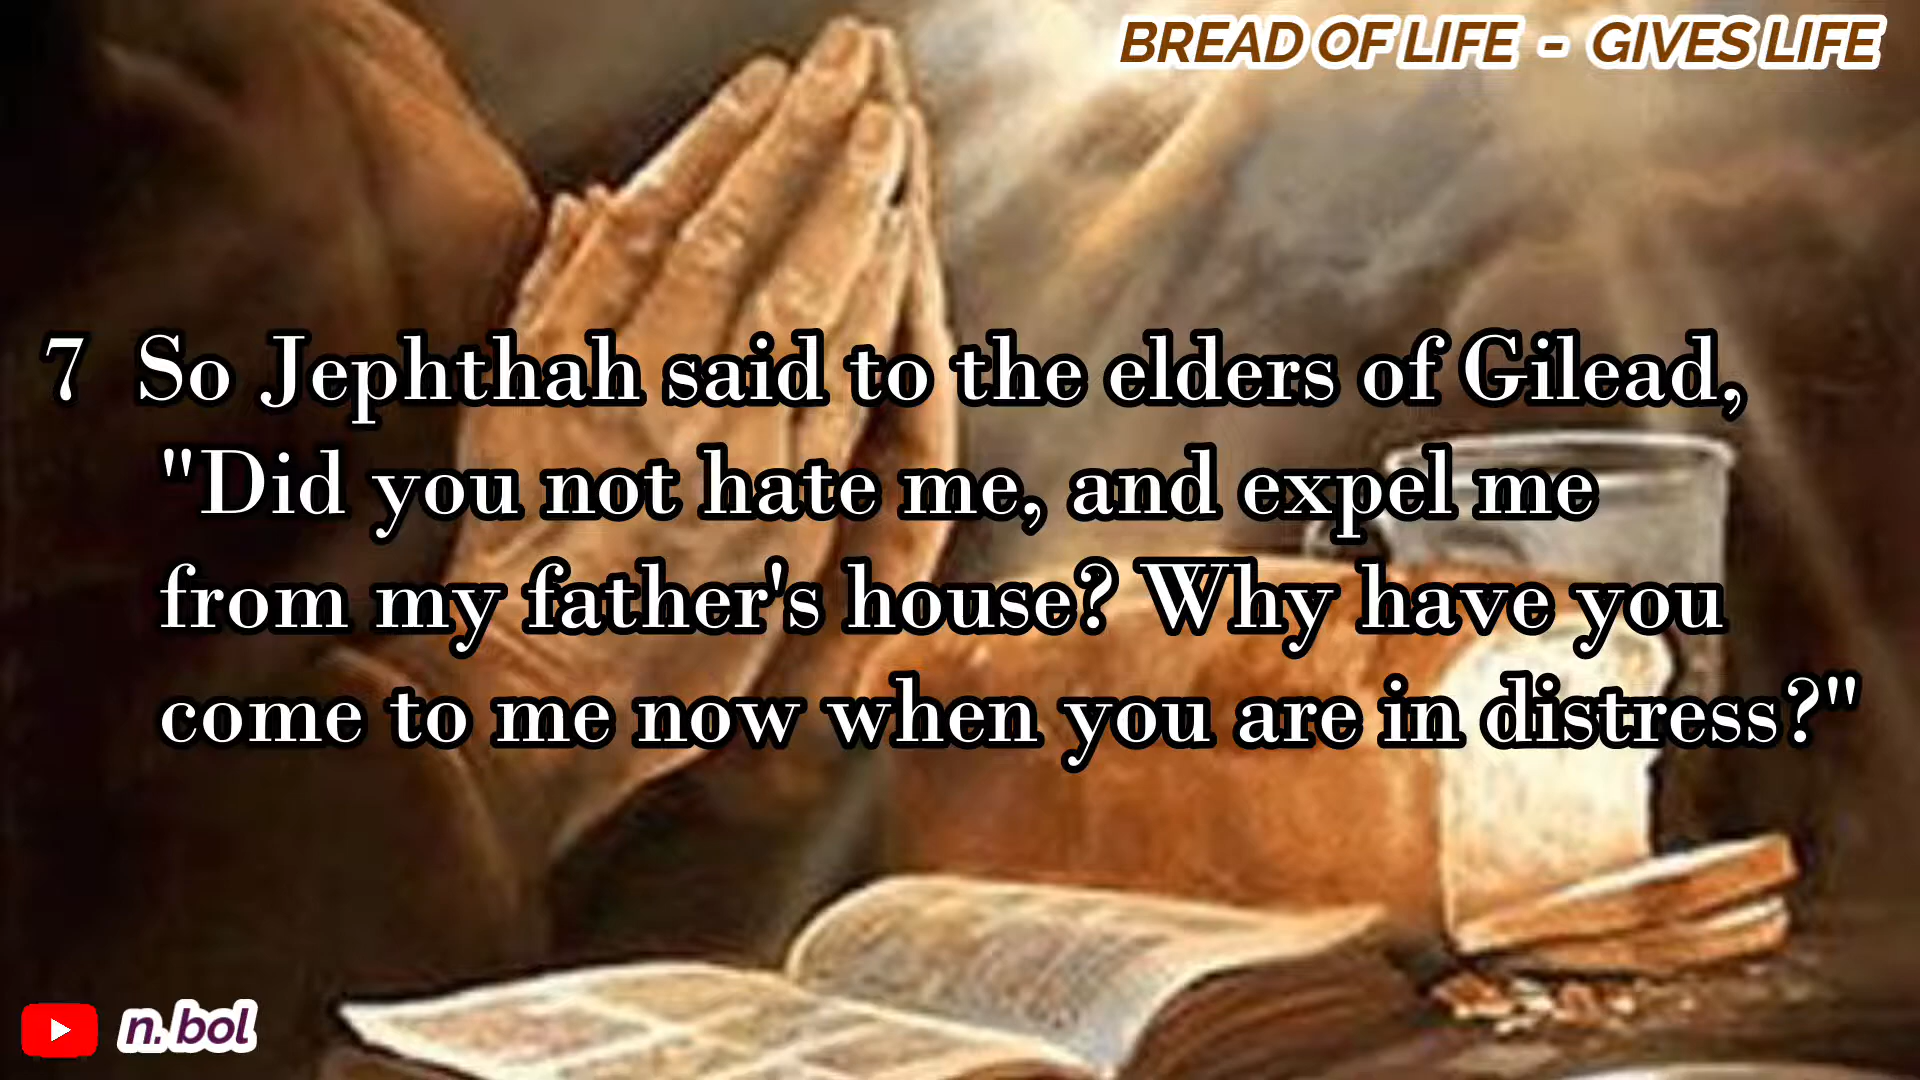 BREAD OF LIFE - GIVES LIFE
7 So Jephthah said to the elders of Gilead,
"Did you not hate me, and expel me
from my father's house? Why have you
come to me now when you are in distress?"
n. bol